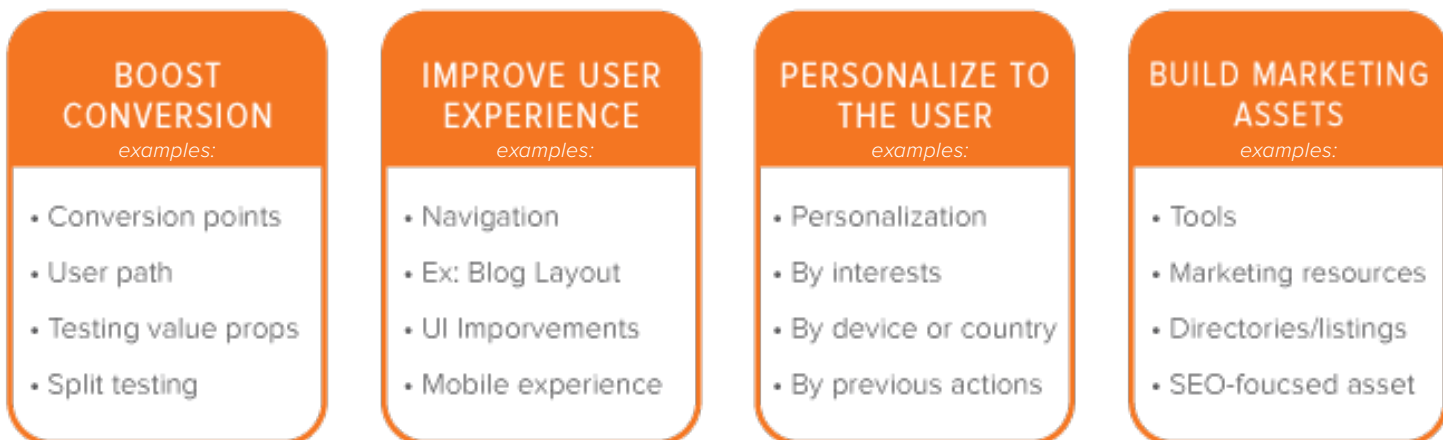 BOOST
CONVERSION
examples:
• Conversion points
• User path
• Testing value props
• Split testing
IMPROVE USER
EXPERIENCE
examples:
• Navigation
• Ex: Blog Layout
• UI Imporvements
• Mobile experience
PERSONALIZE TO
THE USER
examples:
• Personalization
• By interests
• By device or country
• By previous actions
BUILD MARKETING
ASSETS
examples:
• Tools
• Marketing resources
• Directories/listings
• SEO-foucsed asset